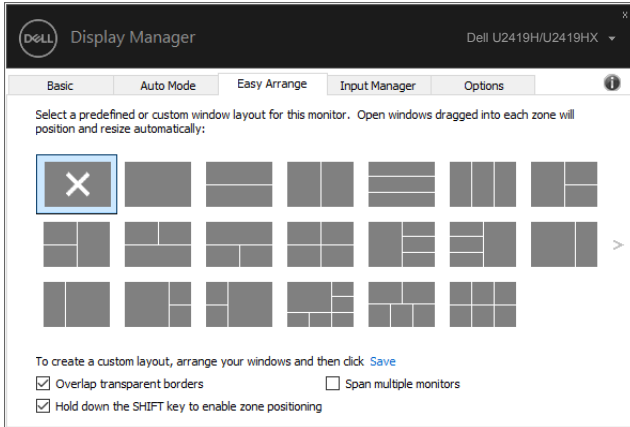 x
DELL Display Manager Dell U2419H/U2419HX
Basic Auto Mode Easy Arrange Input Manager Options i
Select a predefined or custom window layout for this monitor. Open windows dragged into each zone will
position and resize automatically:
>
To create a custom layout, arrange your windows and then click Save
Overlap transparent borders Span multiple monitors
Hold down the SHIFT key to enable zone positioning